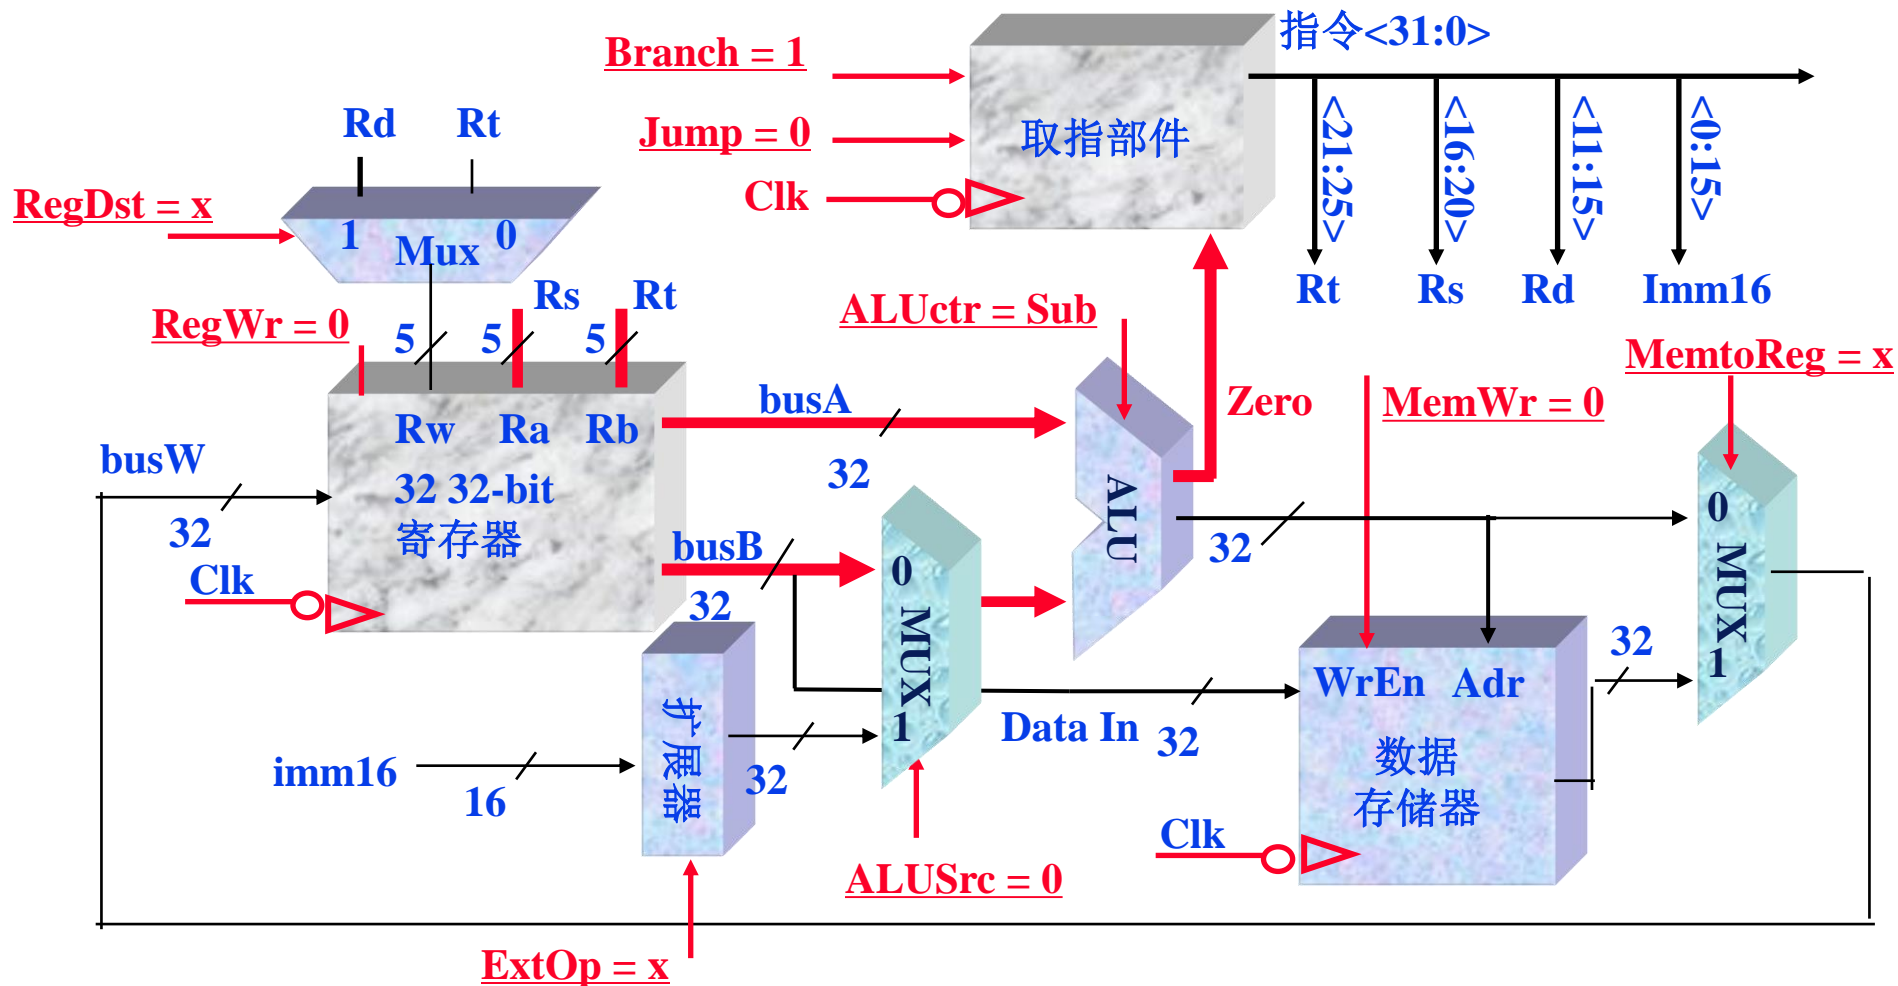 指令<31:0>
Branch = 1
Jump = 0
Clk
取指部件
<21:25>
<16:20>
<11:15>
<0:15>
Rt
Rs
Rd
Imm16
Rd
Rt
RegDst = x
1
Mux
0
RegWr = 0
5
5
Rs
5
Rt
ALUctr = Sub
MemtoReg = x
busA
32
Zero
MemWr = 0
busW
32
Rw
Ra
Rb
32 32-bit
寄存器
Clk
busB
32
0
MUX
1
ALU
32
0
MUX
1
32
WrEn
Adr
数据
存储器
Clk
Data In
32
imm16
16
扩展器
32
ALUSrc = 0
ExtOp = x